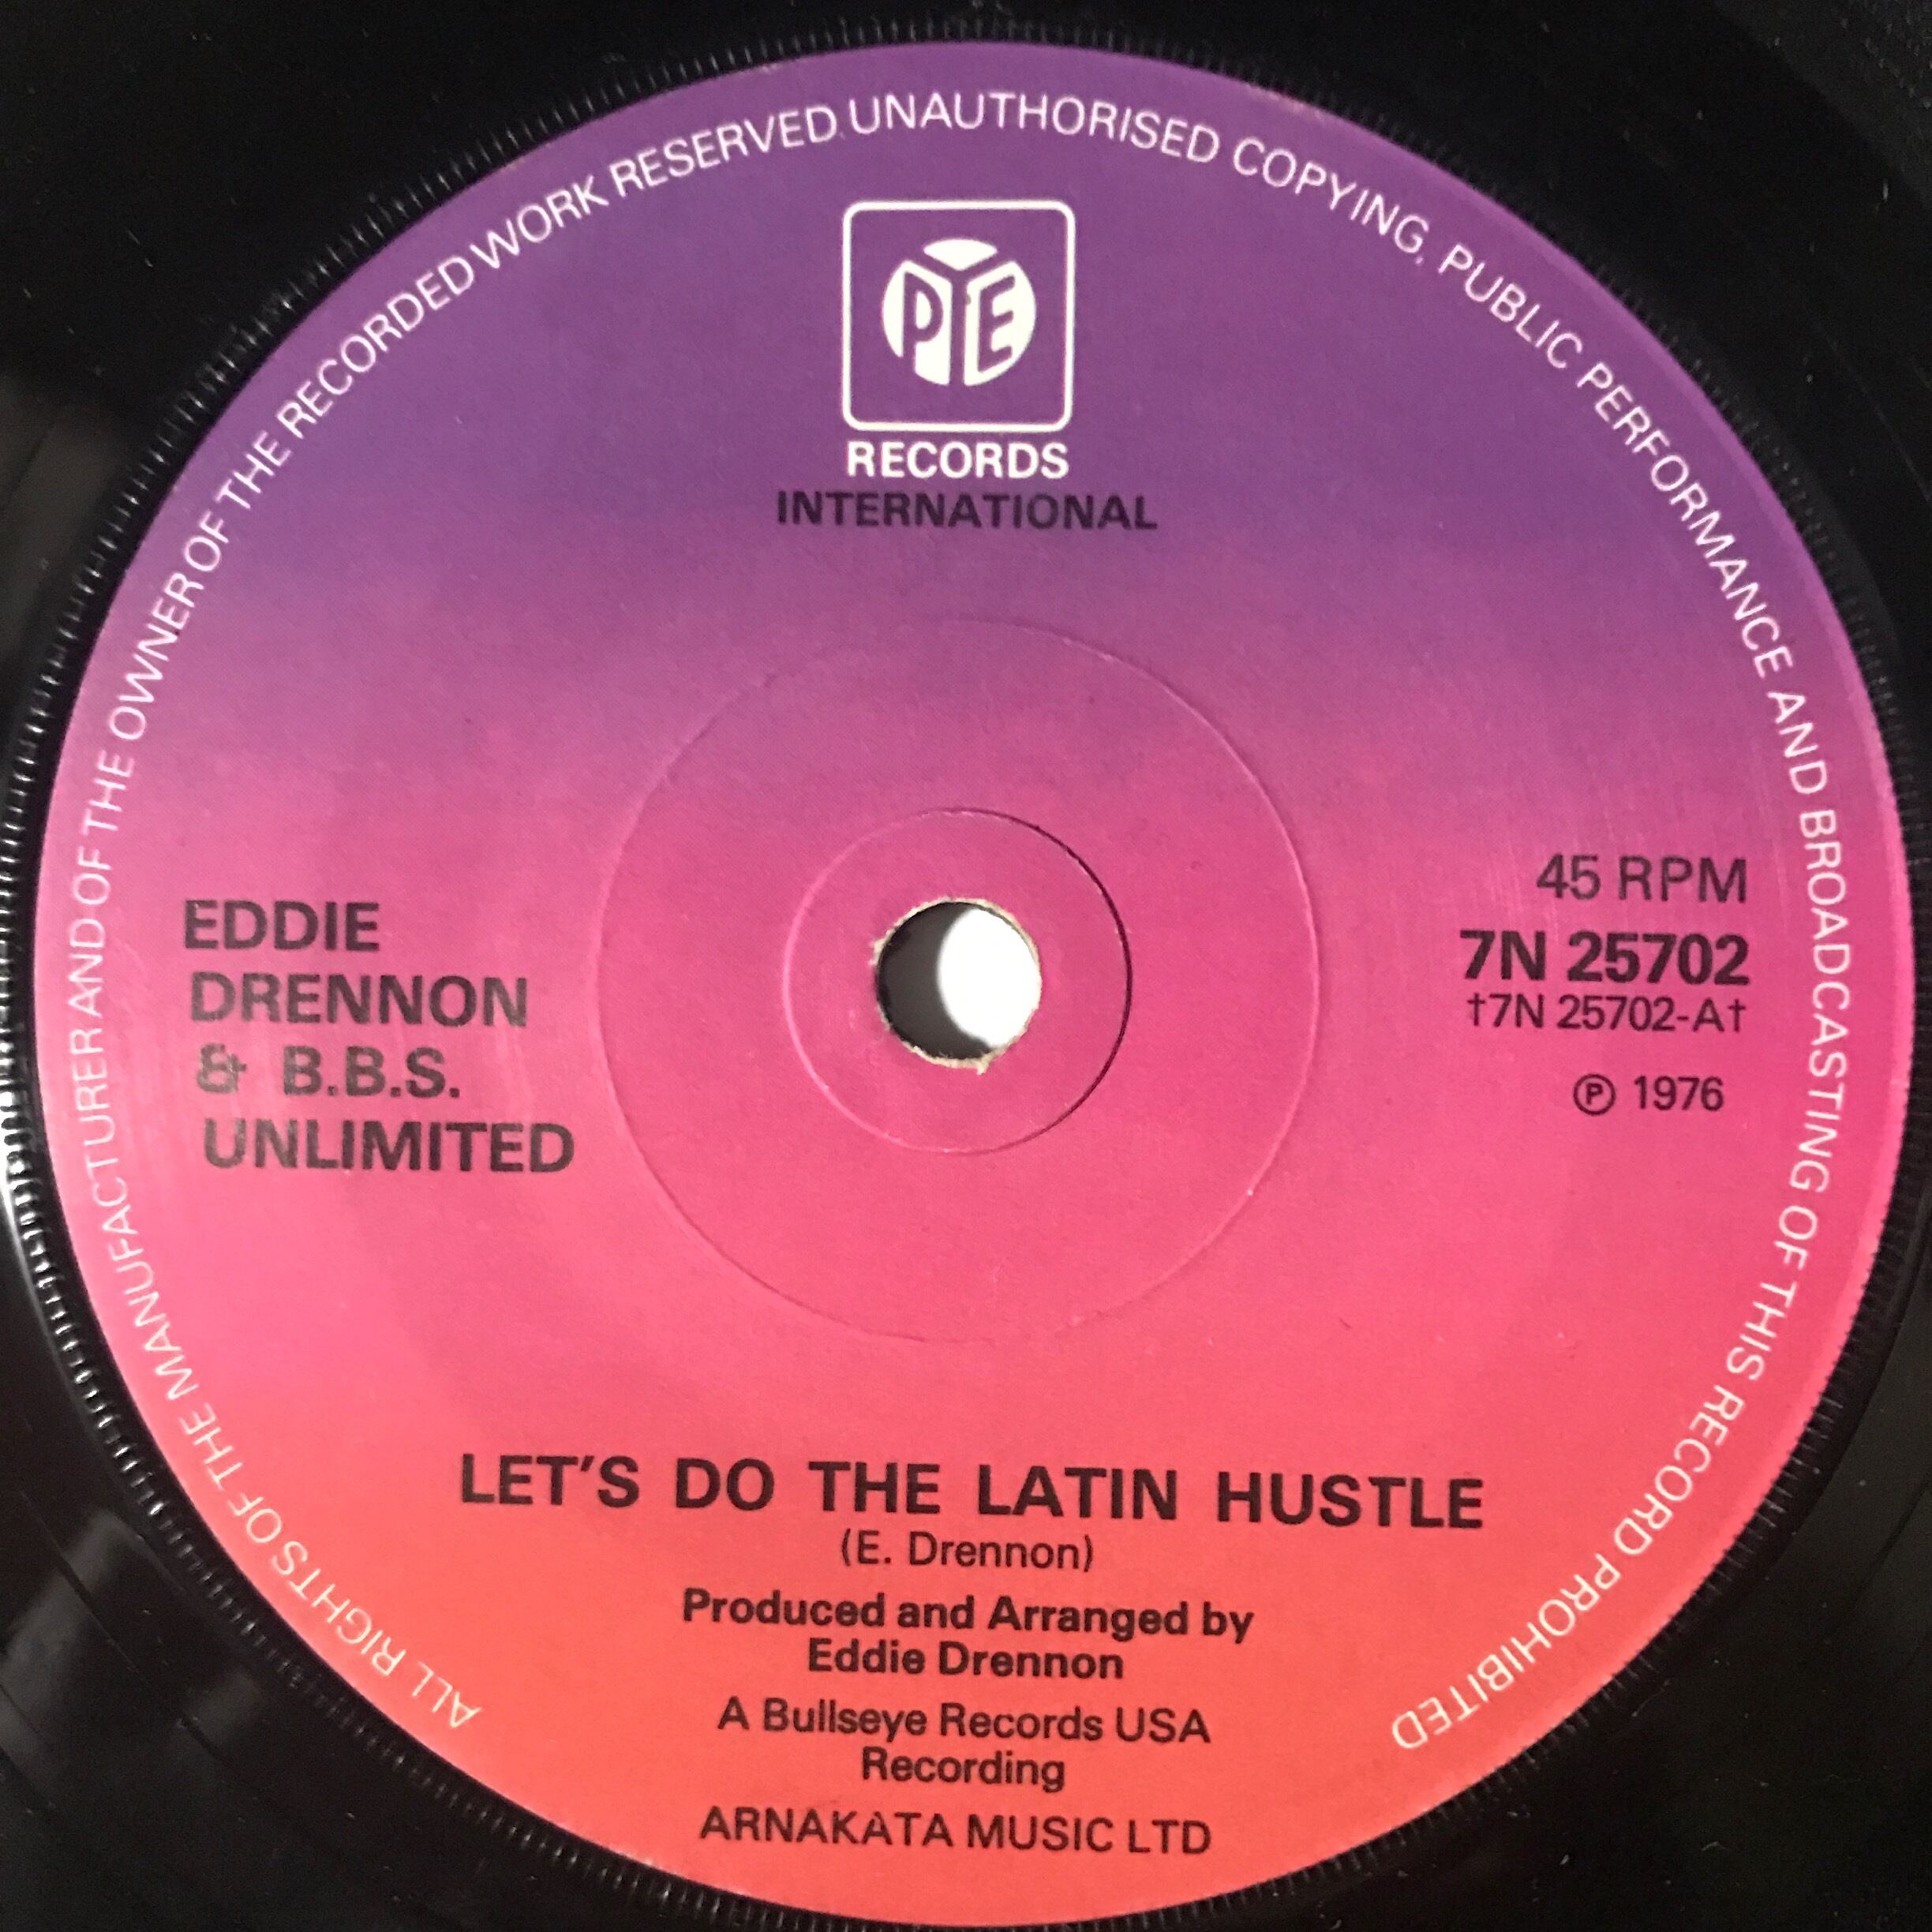 ALL RIGHTS OF THE MANUFACTURER AND OF THE OWNER OF THE RECORDED WORK RESERVED UNAUTHORISED COPYING, PUBLIC PERFORMANCE AND BROADCASTING OF THIS RECORD PROHIBITED
PYE
RECORDS
INTERNATIONAL
EDDIE
DRENNON
& B.B.S.
UNLIMITED
45 RPM
7N 25702
†7N 25702-A†
Ⓟ 1976
LET'S DO THE LATIN HUSTLE
(E. Drennon)
Produced and Arranged by
Eddie Drennon
A Bullseye Records USA
Recording
ARNAKATA MUSIC LTD